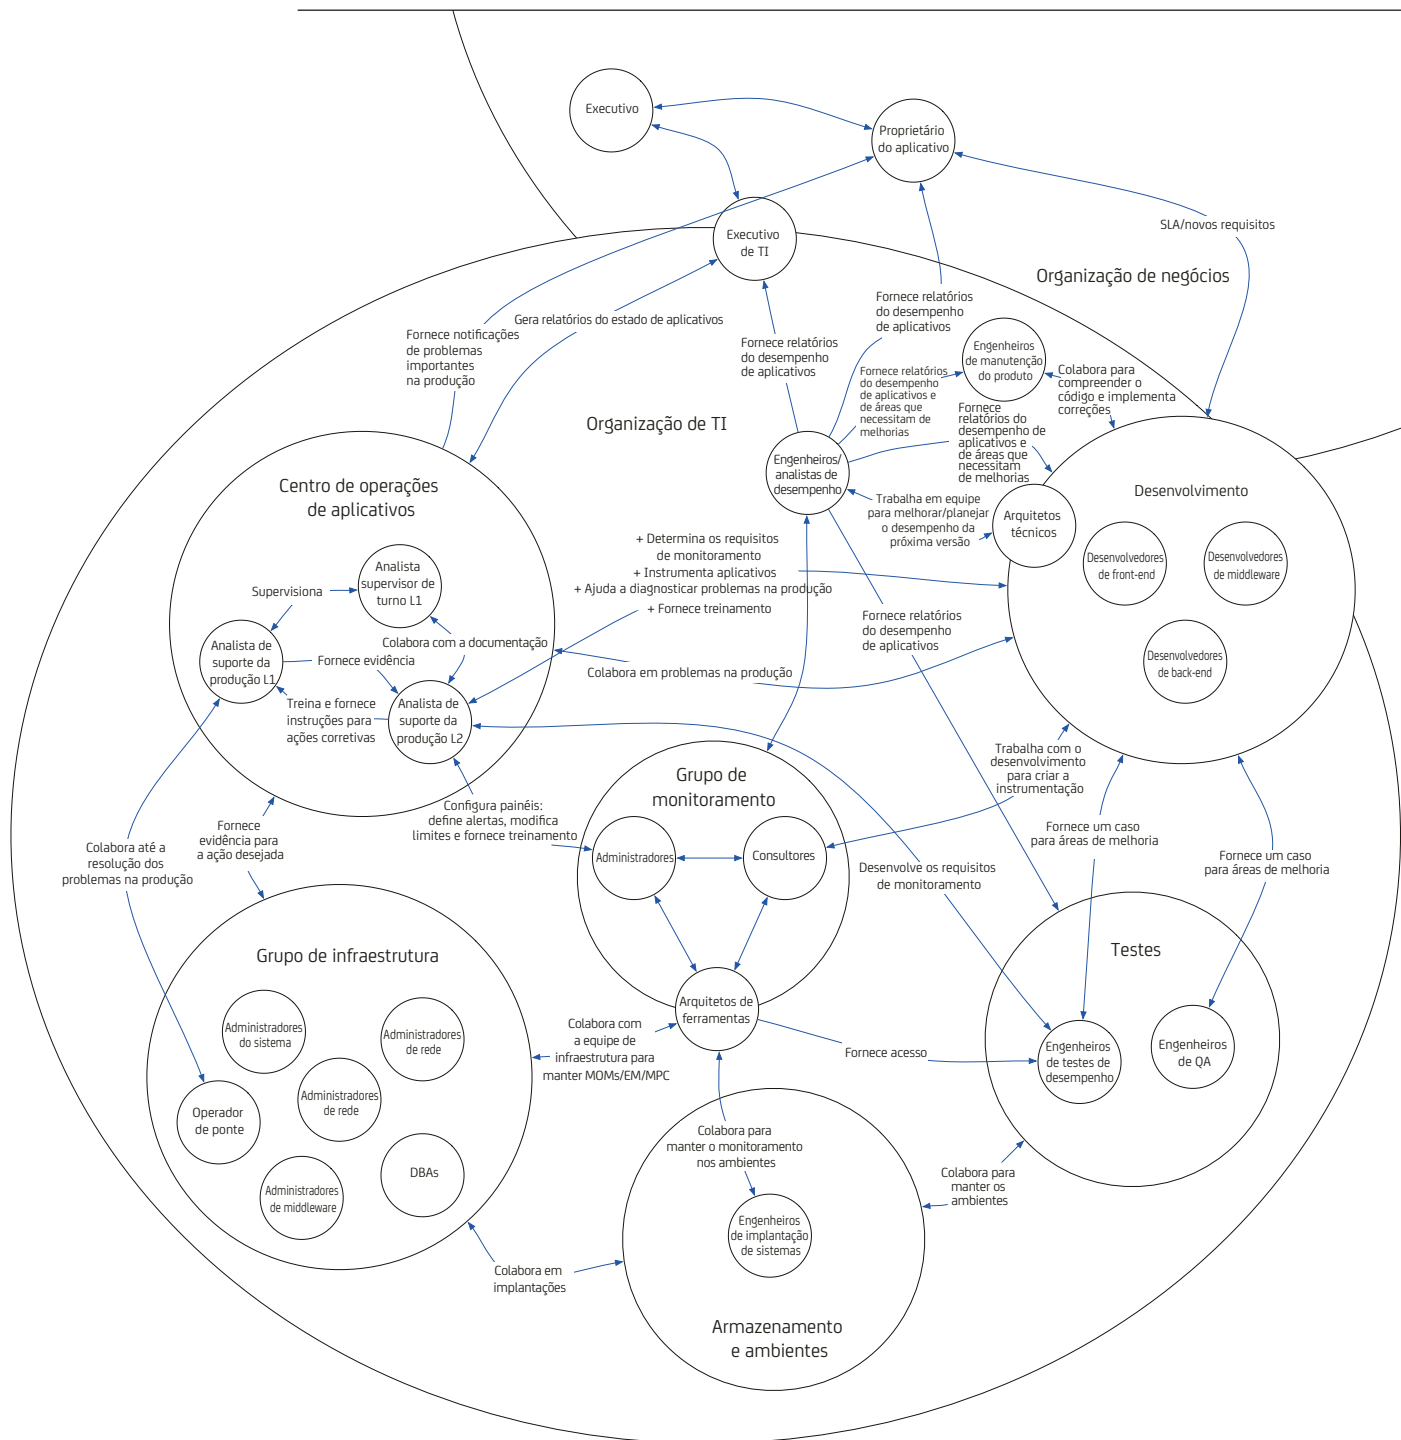 Executivo
Proprietário
do aplicativo
SLA/novos requisitos
Executivo
de TI
Organização de negócios
Gera relatórios do estado de aplicativos
Fornece notificações
de problemas
importantes
na produção
Fornece relatórios
do desempenho
de aplicativos
Fornece relatórios
do desempenho
de aplicativos
Engenheiros
de manutenção
do produto
Fornece relatórios
do desempenho
de aplicativos e
de áreas que
necessitam de
melhorias
Colabora para
compreender o
código e implementa
correções
Organização de TI
Fornece
relatórios do
desempenho de
aplicativos e
de áreas que
necessitam
de melhorias
Engenheiros/
analistas de
desempenho
Centro de operações
de aplicativos
Desenvolvimento
Trabalha em equipe
para melhorar/planejar
o desempenho da
próxima versão
Arquitetos
técnicos
Desenvolvedores
de front-end
Desenvolvedores
de middleware
Desenvolvedores
de back-end
+ Determina os requisitos
de monitoramento
+ Instrumenta aplicativos
+ Ajuda a diagnosticar problemas na produção
+ Fornece treinamento
Analista
supervisor de
turno L1
Supervisiona
Analista de
suporte da
produção L1
Colabora com a documentação
Fornece evidência
Treina e fornece
instruções para
ações corretivas
Analista de
suporte da
produção L2
Fornece relatórios
do desempenho
de aplicativos
Colabora em problemas na produção
Trabalha com o
desenvolvimento
para criar a
instrumentação
Grupo de
monitoramento
Configura painéis:
define alertas, modifica
limites e fornece treinamento
Administradores
Consultores
Fornece
evidência para
a ação desejada
Colabora até a
resolução dos
problemas na produção
Fornece um caso
para áreas de melhoria
Fornece um caso
para áreas de melhoria
Desenvolve os requisitos
de monitoramento
Grupo de infraestrutura
Testes
Arquitetos de
ferramentas
Administradores
do sistema
Administradores
de rede
Colabora com
a equipe de
infraestrutura para
manter MOMs/EM/MPC
Fornece acesso
Engenheiros
de testes de
desempenho
Engenheiros
de QA
Administradores
de rede
Operador
de ponte
Colabora para
manter o monitoramento
nos ambientes
DBAs
Administradores
de middleware
Colabora para
manter os
ambientes
Engenheiros
de implantação
de sistemas
Colabora em
implantações
Armazenamento
e ambientes